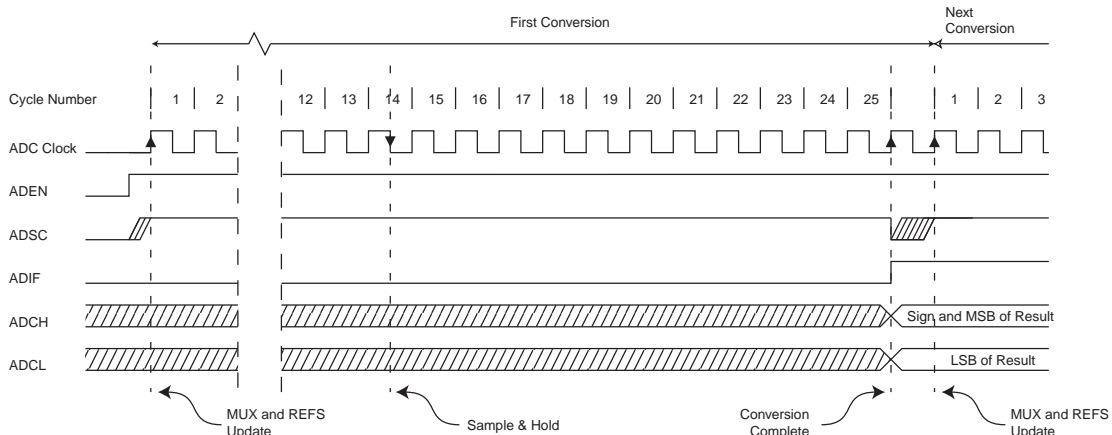 First Conversion
Next
Conversion
Cycle Number 1 2 12 13 14 15 16 17 18 19 20 21 22 23 24 25 1 2 3
ADC Clock
ADEN
ADSC
ADIF
ADCH Sign and MSB of Result
ADCL LSB of Result
MUX and REFS
Update
Sample & Hold
Conversion
Complete
MUX and REFS
Update